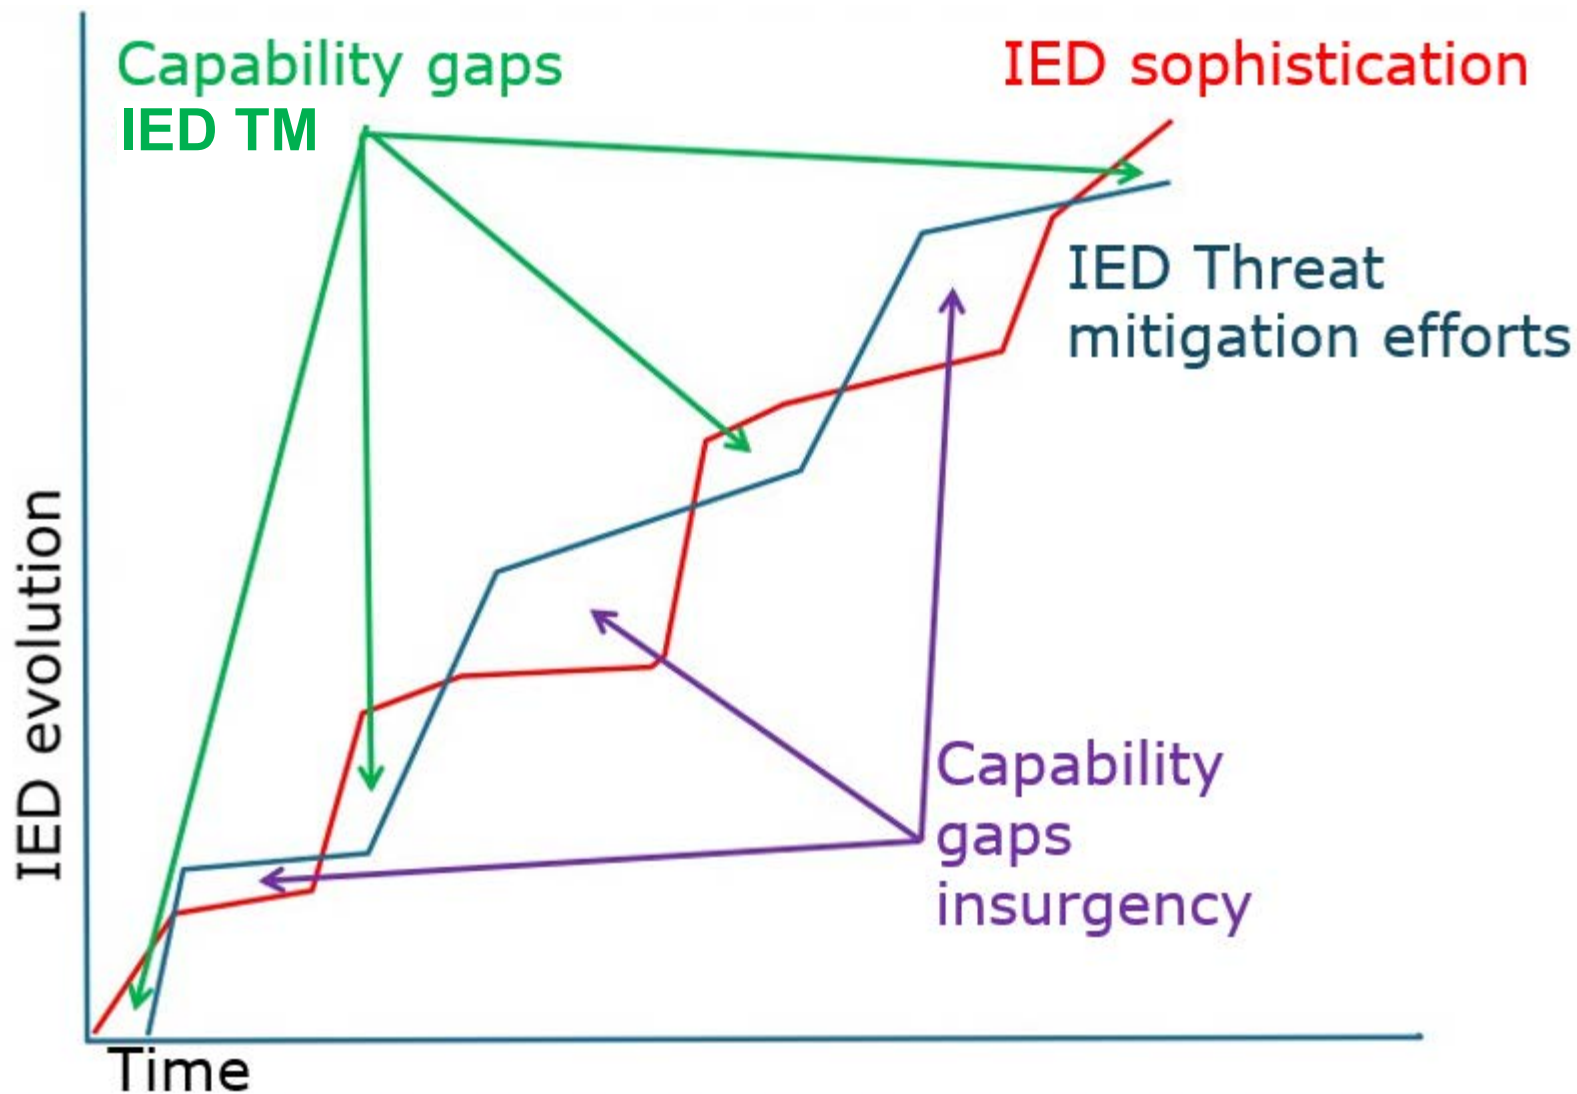 Capability gaps
IED TM
IED sophistication
IED Threat
mitigation efforts
IED evolution
Capability
gaps
insurgency
Time